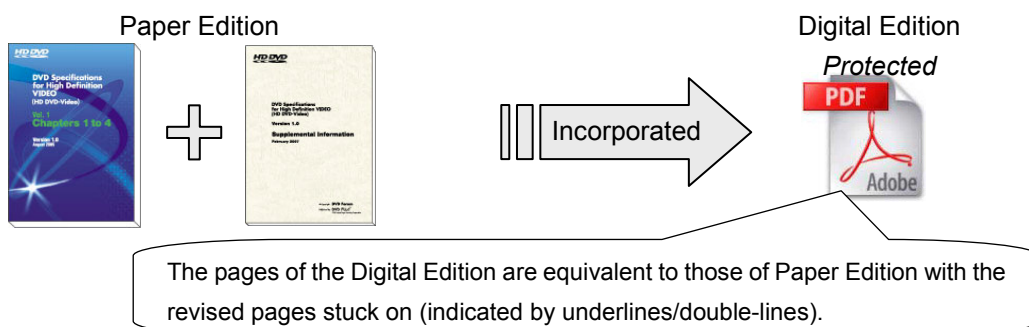 Paper Edition
Digital Edition
Protected
HD DVD
DVD Specifications
for High Definition
VIDEO
(HD DVD-Video)
Vol. 1
Chapters 1 to 4
Version 1.0
HD DVD
DVD Specifications
for High Definition VIDEO
(HD DVD-Video)
Version 1.0
Supplemental Information
February 2007
DVD Forum
Incorporated
PDF
Adobe
The pages of the Digital Edition are equivalent to those of Paper Edition with the
revised pages stuck on (indicated by underlines/double-lines).